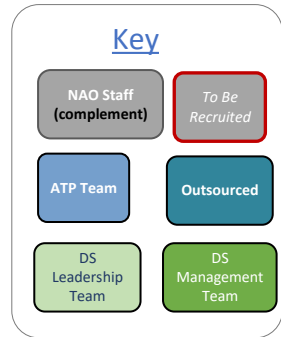 Key
NAO Staff
(complement)
To Be
Recruited
ATP Team
Outsourced
DS
Leadership
Team
DS
Management
Team